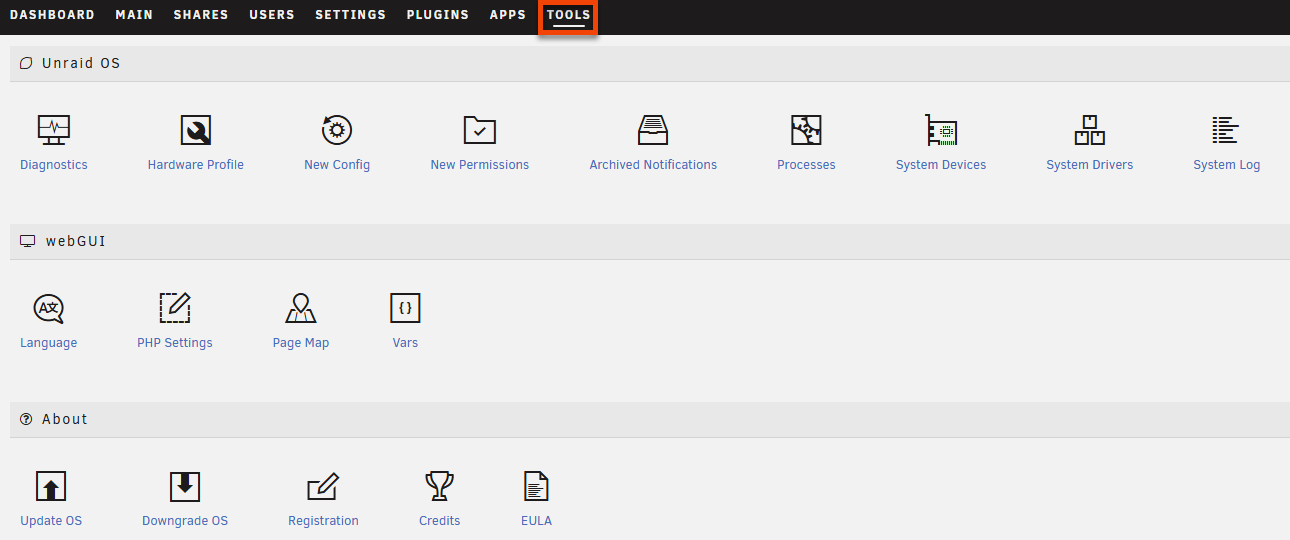 DASHBOARD MAIN SHARES USERS SETTINGS PLUGINS APPS TOOLS
Unraid OS
Diagnostics Hardware Profile New Config New Permissions Archived Notifications Processes System Devices System Drivers System Log
webGUI
A文 { }
Language PHP Settings Page Map Vars
About
Update OS Downgrade OS Registration Credits EULA